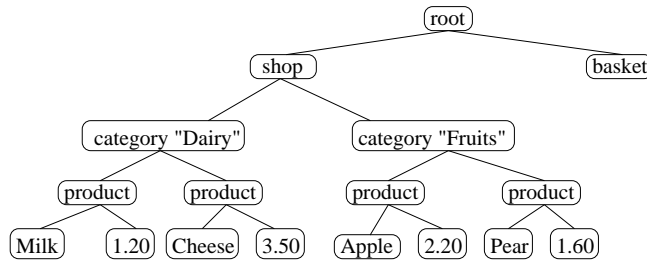 root
shop
basket
category "Dairy"
category "Fruits"
product
product
product
product
Milk
1.20
Cheese
3.50
Apple
2.20
Pear
1.60